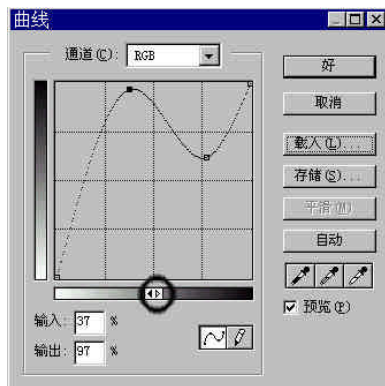 曲线
通道(C): RGB
好
取消
载入(L)...
存储(S)...
平滑(M)
自动
预览(P)
输入: 37 %
输出: 97 %